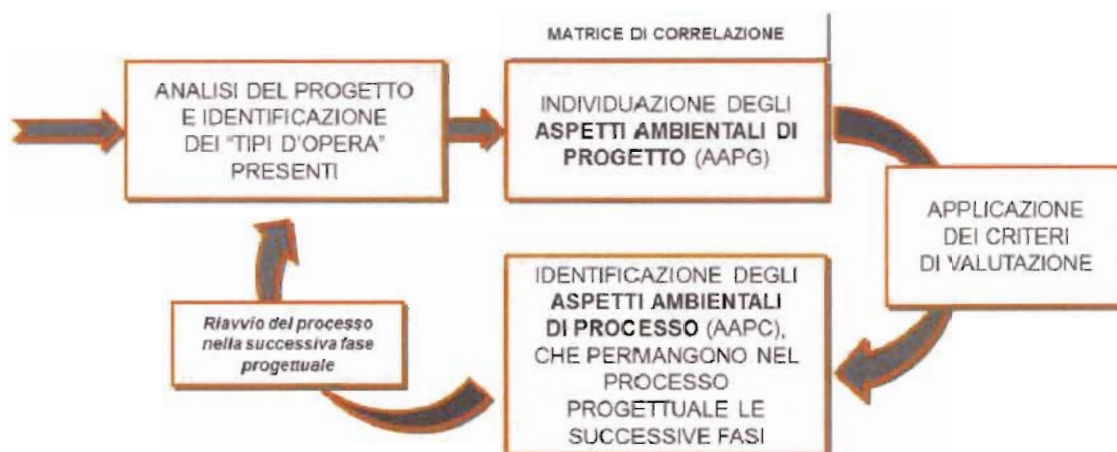 MATRICE DI CORRELAZIONE
ANALISI DEL PROGETTO
E IDENTIFICAZIONE
DEI "TIPI D'OPERA"
PRESENTI
INDIVIDUAZIONE DEGLI
ASPETTI AMBIENTALI DI
PROGETTO (AAPG)
APPLICAZIONE
DEI CRITERI
DI VALUTAZIONE
IDENTIFICAZIONE DEGLI
ASPETTI AMBIENTALI
DI PROCESSO (AAPC),
CHE PERMANGONO NEL
PROCESSO
PROGETTUALE LE
SUCCESSIVE FASI
Riavvio del processo
nella successiva fase
progettuale